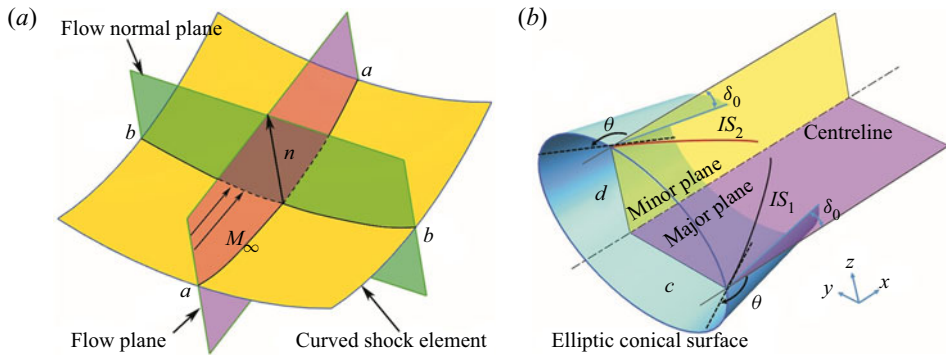 (a)
Flow normal plane
a
b
n
M∞
b
a
Flow plane
Curved shock element
(b)
δ0
θ
IS2
Centreline
d
Minor plane
Major plane
IS1
δ0
c
θ
z
y
x
Elliptic conical surface